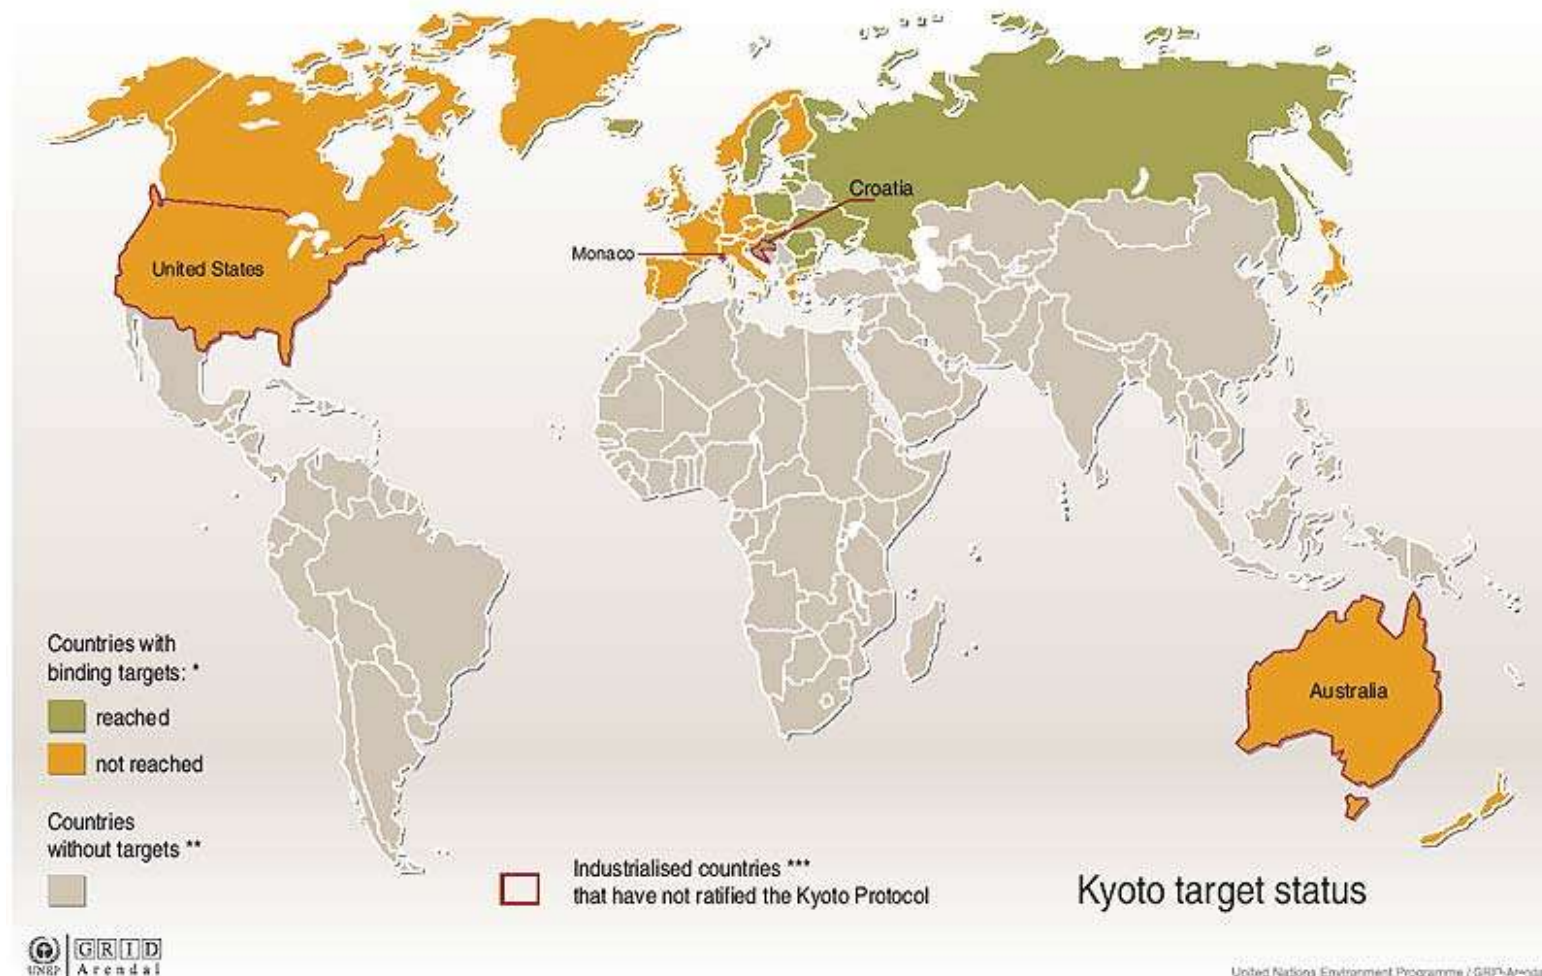 Croatia
Monaco
United States
Australia
Countries with
binding targets: *
reached
not reached
Countries
without targets **
Industrialised countries ***
that have not ratified the Kyoto Protocol
Kyoto target status
UNEP
GRID
Arendal
United Nations Environment Programme / GRID-Arendal